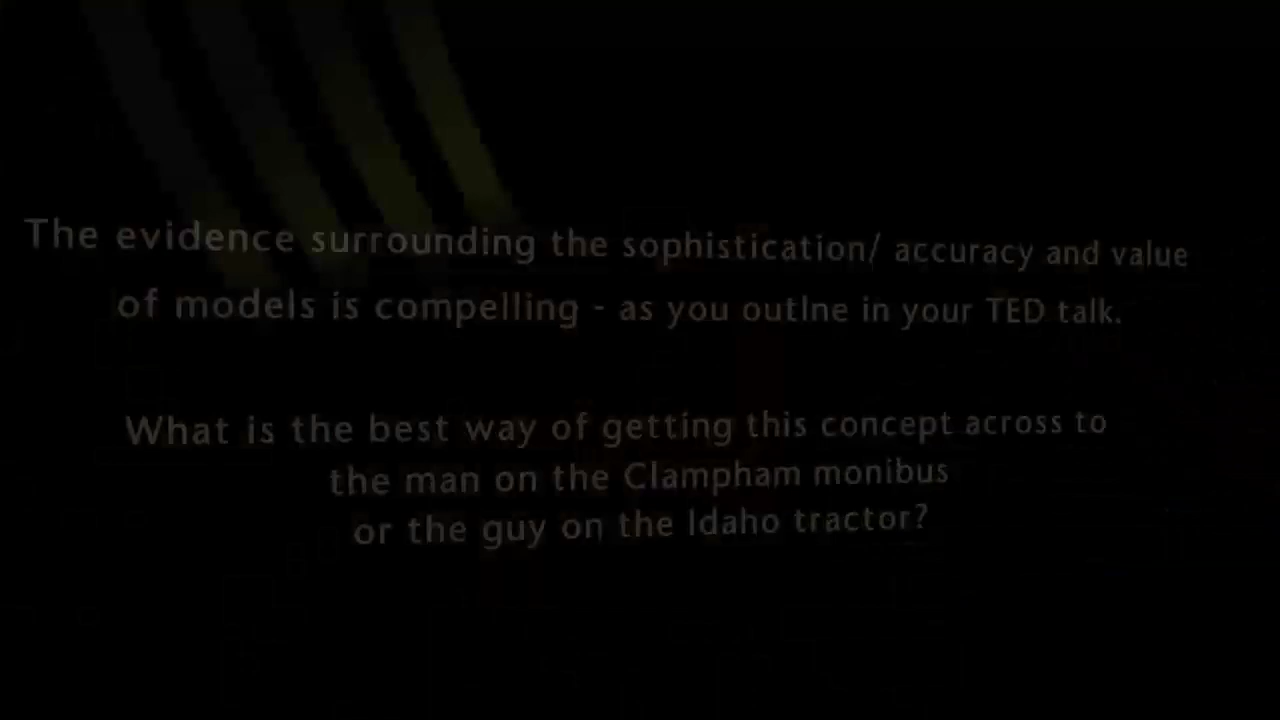 The evidence surrounding the sophistication/ accuracy and value
of models is compelling - as you outlne in your TED talk.
What is the best way of getting this concept across to
the man on the Clampham monibus
or the guy on the Idaho tractor?